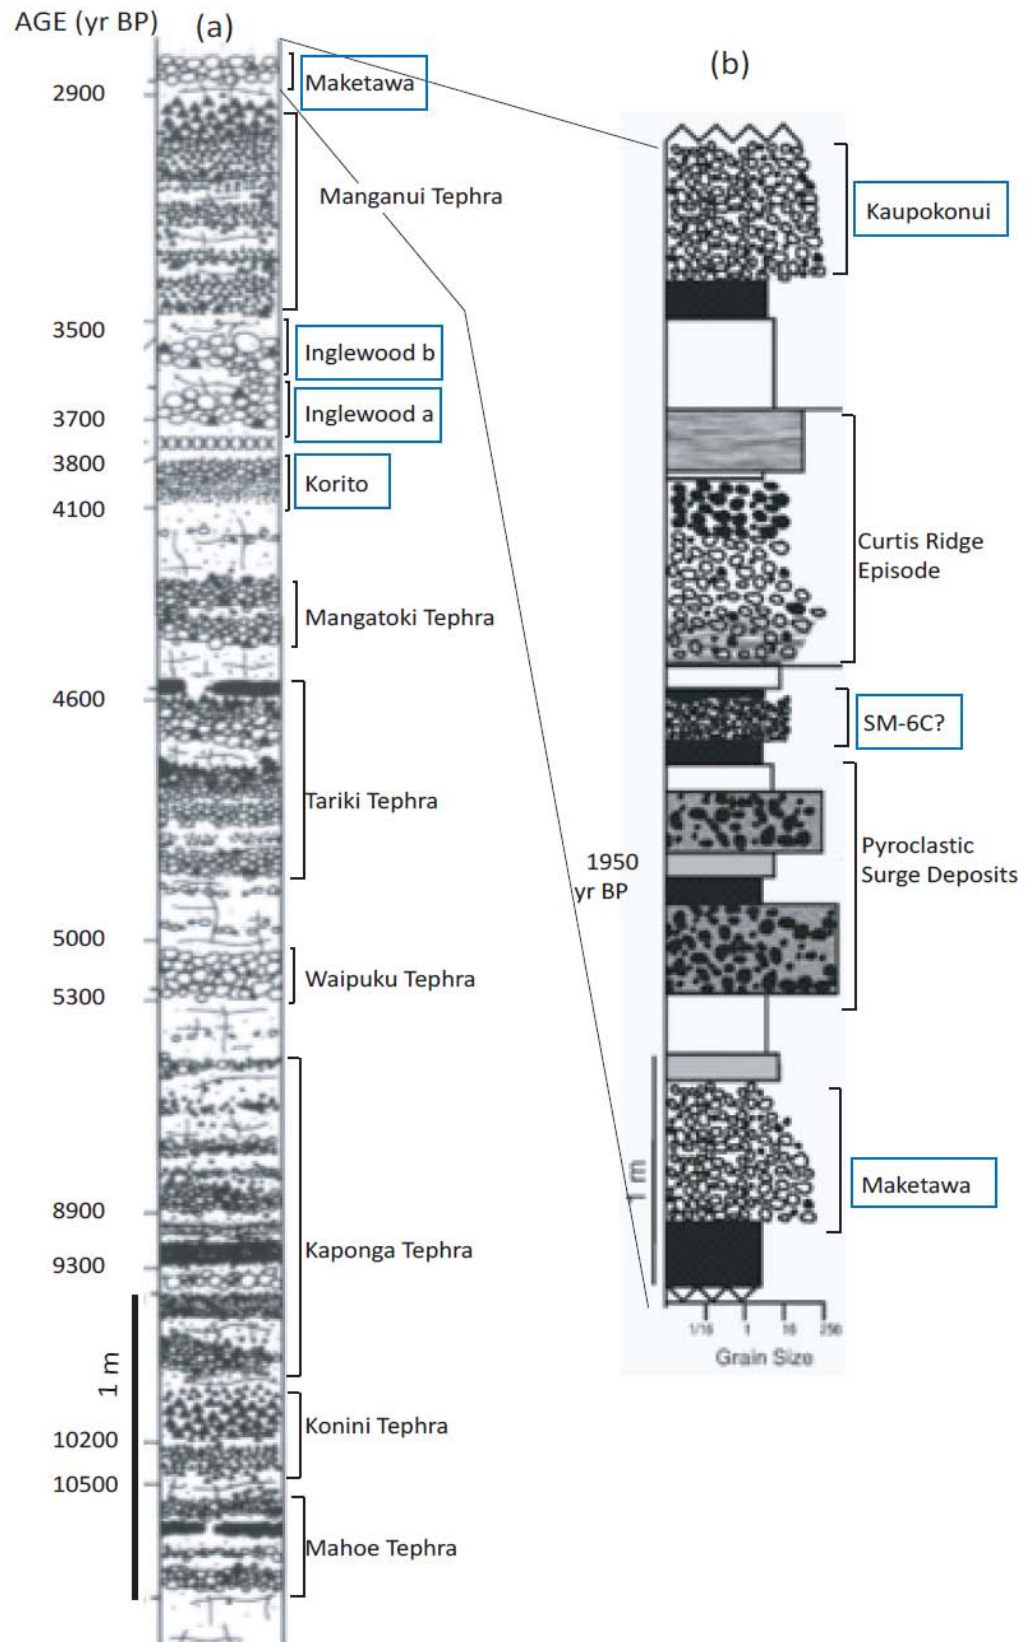 AGE (yr BP)
(a)
Maketawa
2900
Manganui Tephra
3500
Inglewood b
Inglewood a
3700
3800
Korito
4100
Mangatoki Tephra
4600
Tariki Tephra
5000
Waipuku Tephra
5300
8900
Kaponga Tephra
9300
1 m
Konini Tephra
10200
10500
Mahoe Tephra
(b)
Kaupokonui
Curtis Ridge
Episode
SM-6C?
1950
yr BP
Pyroclastic
Surge Deposits
Maketawa
1 m
1/16 1 16 256
Grain Size